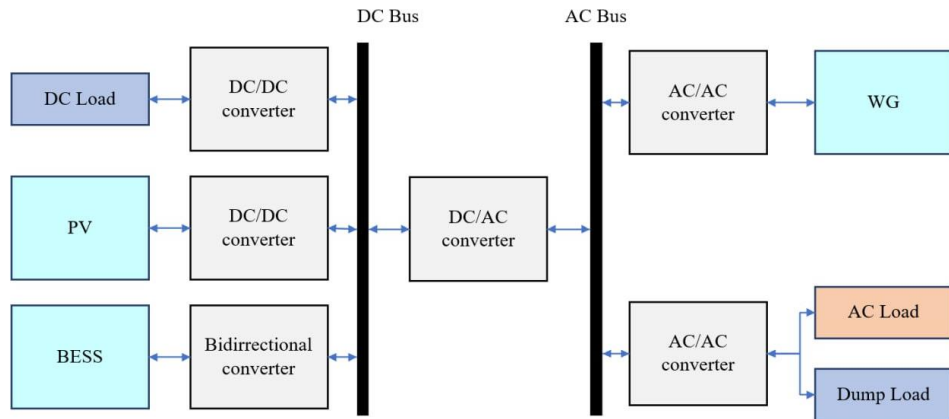 DC Bus
AC Bus
DC Load
DC/DC
converter
AC/AC
converter
WG
PV
DC/DC
converter
DC/AC
converter
BESS
Bidirrectional
converter
AC/AC
converter
AC Load
Dump Load